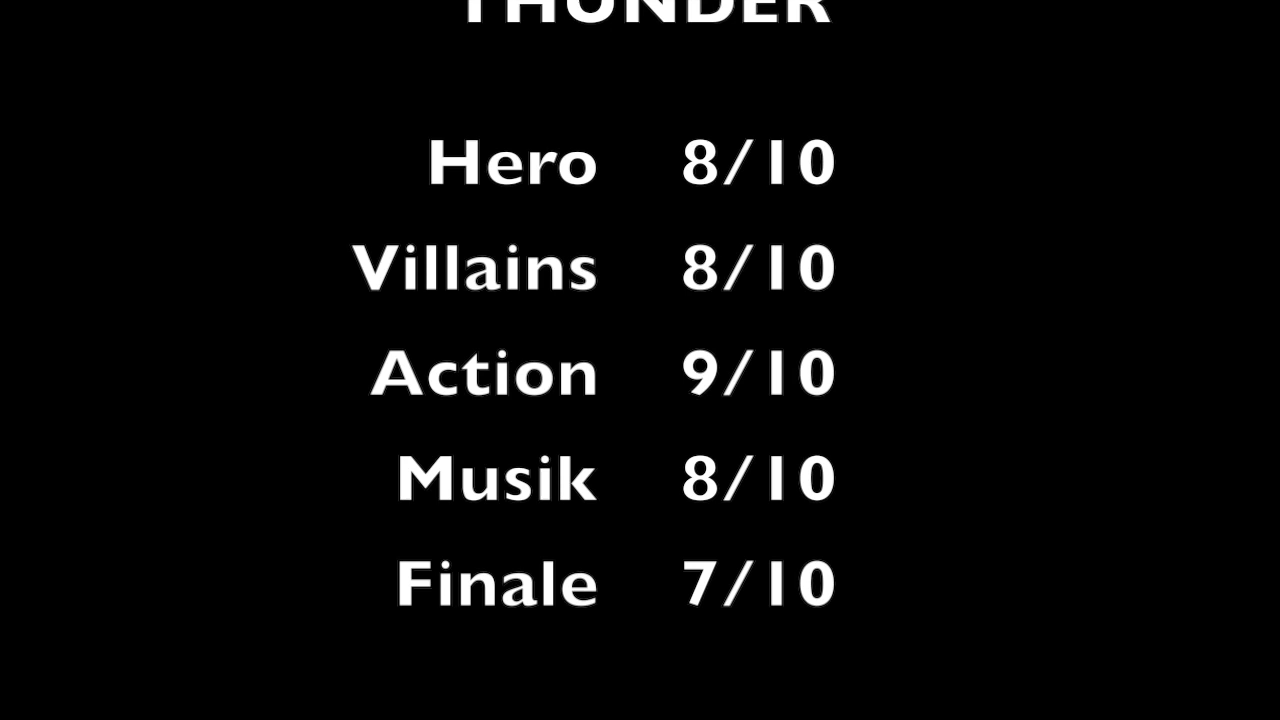 THUNDER
Hero 8/10
Villains 8/10
Action 9/10
Musik 8/10
Finale 7/10